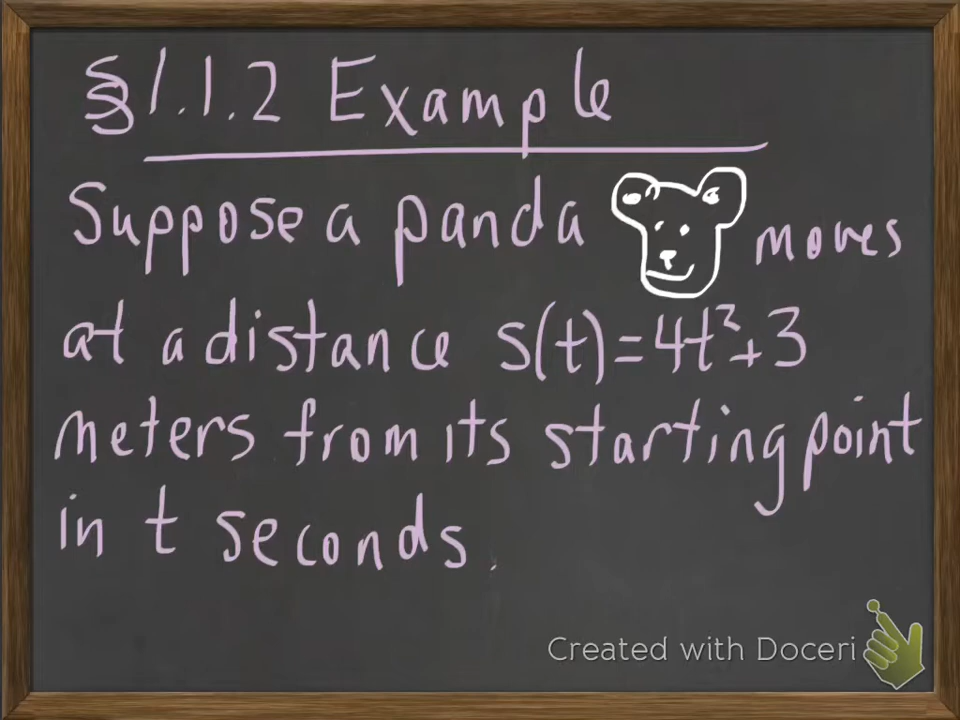 §1.1.2 Example
Suppose a panda moves
at a distance s(t)=4t²+3
meters from its starting point
in t seconds.
Created with Doceri